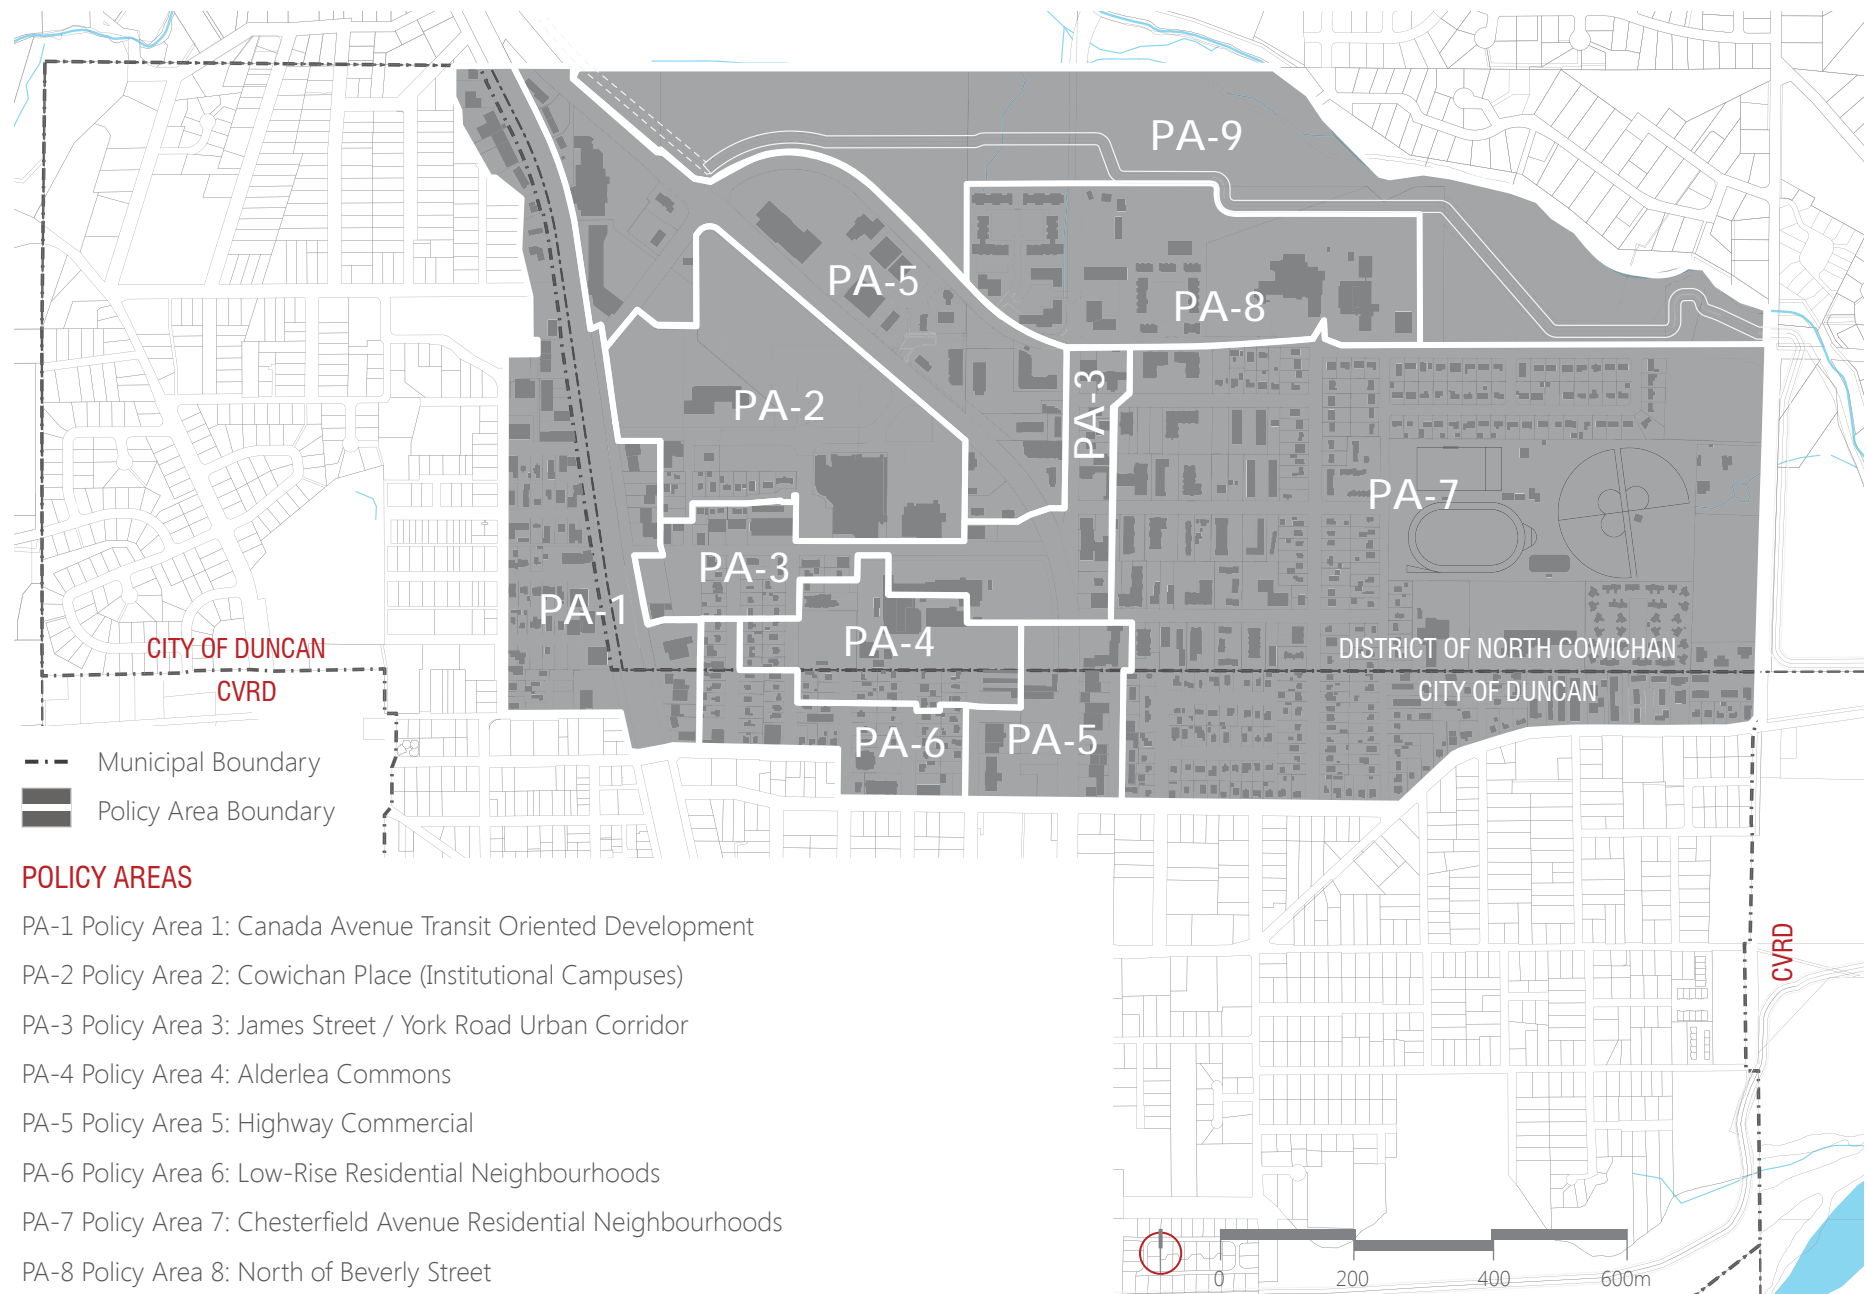 PA-9
PA-5
PA-8
PA-2
PA-3
PA-7
PA-3
PA-1
PA-4
CITY OF DUNCAN
CVRD
DISTRICT OF NORTH COWICHAN
CITY OF DUNCAN
PA-6
PA-5
Municipal Boundary
Policy Area Boundary
POLICY AREAS
PA-1 Policy Area 1: Canada Avenue Transit Oriented Development
PA-2 Policy Area 2: Cowichan Place (Institutional Campuses)
PA-3 Policy Area 3: James Street / York Road Urban Corridor
PA-4 Policy Area 4: Alderlea Commons
PA-5 Policy Area 5: Highway Commercial
PA-6 Policy Area 6: Low-Rise Residential Neighbourhoods
PA-7 Policy Area 7: Chesterfield Avenue Residential Neighbourhoods
PA-8 Policy Area 8: North of Beverly Street
CVRD
0 200 400 600m